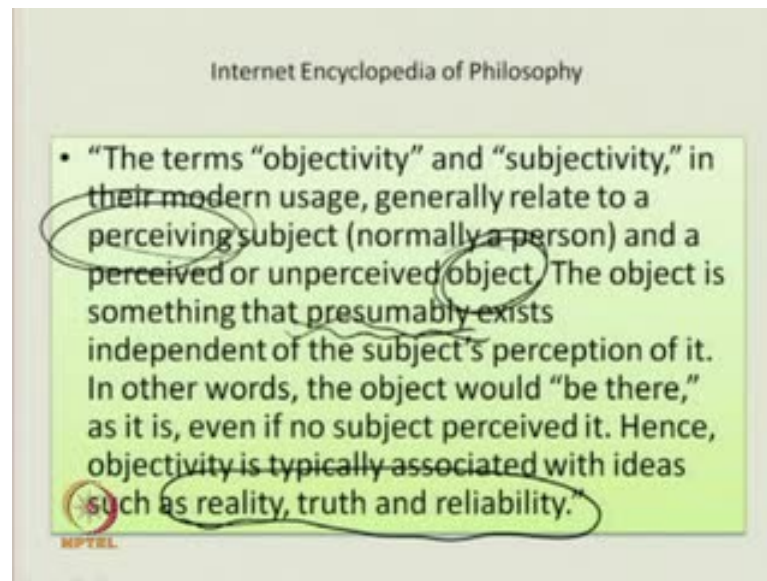 Internet Encyclopedia of Philosophy
• “The terms “objectivity” and “subjectivity,” in
their modern usage, generally relate to a
perceiving subject (normally a person) and a
perceived or unperceived object. The object is
something that presumably exists
independent of the subject’s perception of it.
In other words, the object would “be there,”
as it is, even if no subject perceived it. Hence,
objectivity is typically associated with ideas
such as reality, truth and reliability.”
NPTEL